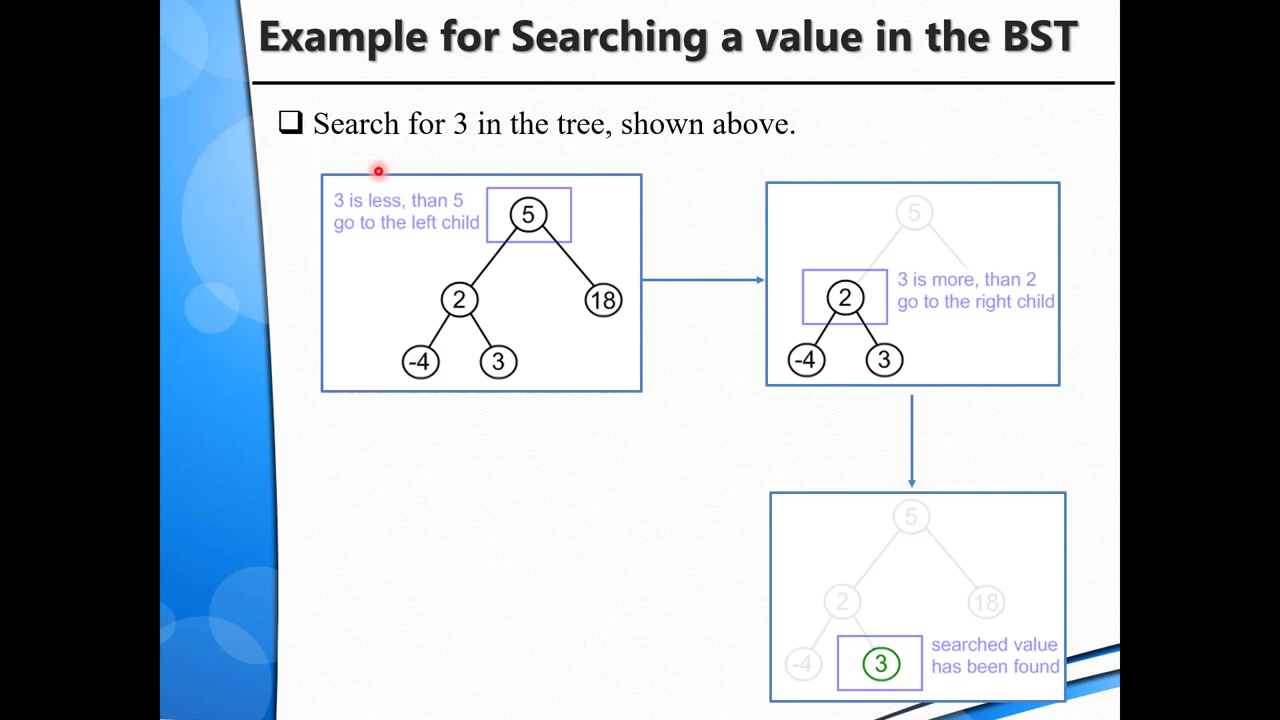 Example for Searching a value in the BST
❑ Search for 3 in the tree, shown above.
3 is less, than 5
go to the left child
5
2
18
-4
3
5
3 is more, than 2
go to the right child
2
-4
3
5
2
18
-4
3
searched value
has been found